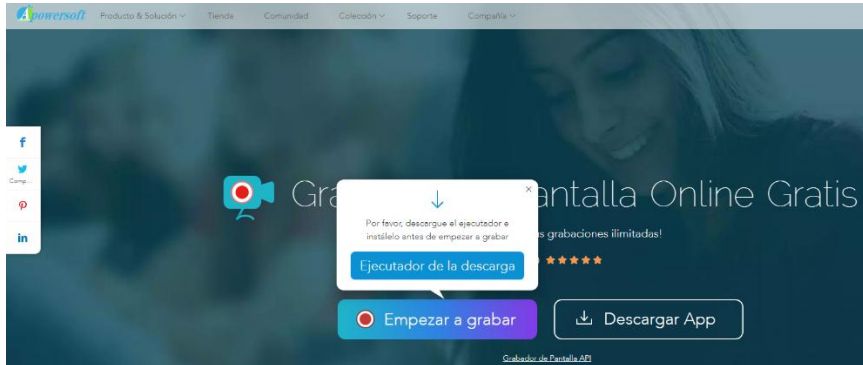 Apowersoft Producto & Solución Tienda Comunidad Colección Soporte Compañía
f
Comp...
in
Gra antalla Online Gratis
×
Por favor, descargue el ejecutador e
instálelo antes de empezar a grabar
us grabaciones ilimitadas!
Ejecutador de la descarga
Empezar a grabar
Descargar App
Grabador de Pantalla API